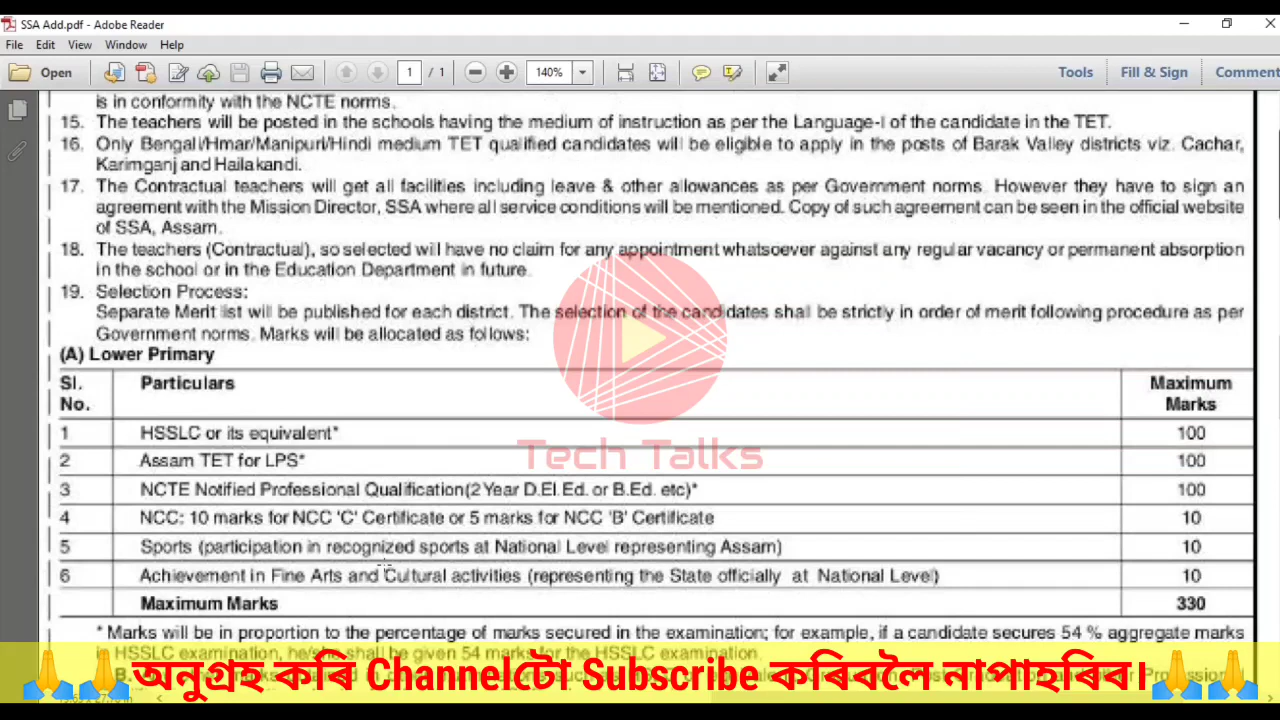 SSA Add.pdf - Adobe Reader
File Edit View Window Help
Open 1 / 1 140% Tools Fill & Sign Comment
is in conformity with the NCTE norms.
15. The teachers will be posted in the schools having the medium of instruction as per the Language-I of the candidate in the TET.
16. Only Bengali/Hmar/Manipuri/Hindi medium TET qualified candidates will be eligible to apply in the posts of Barak Valley districts viz. Cachar,
Karimganj and Hailakandi.
17. The Contractual teachers will get all facilities including leave & other allowances as per Government norms. However they have to sign an
agreement with the Mission Director, SSA where all service conditions will be mentioned. Copy of such agreement can be seen in the official website
of SSA, Assam.
18. The teachers (Contractual), so selected will have no claim for any appointment whatsoever against any regular vacancy or permanent absorption
in the school or in the Education Department in future.
19. Selection Process:
Separate Merit list will be published for each district. The selection of the candidates shall be strictly in order of merit following procedure as per
Government norms. Marks will be allocated as follows:
(A) Lower Primary
Sl. No. Particulars Maximum Marks
1 HSSLC or its equivalent* 100
2 Assam TET for LPS* 100
3 NCTE Notified Professional Qualification(2 Year D.El.Ed. or B.Ed. etc)* 100
4 NCC: 10 marks for NCC 'C' Certificate or 5 marks for NCC 'B' Certificate 10
5 Sports (participation in recognized sports at National Level representing Assam) 10
6 Achievement in Fine Arts and Cultural activities (representing the State officially at National Level) 10
Maximum Marks 330
* Marks will be in proportion to the percentage of marks secured in the examination; for example, if a candidate secures 54 % aggregate marks
in HSSLC examination, he/she shall be given 54 marks for the HSSLC examination.
Tech Talks
🙏🙏 অনুগ্ৰহ কৰি Channelটো Subscribe কৰিবলৈ নাপাহৰিব।🙏🙏